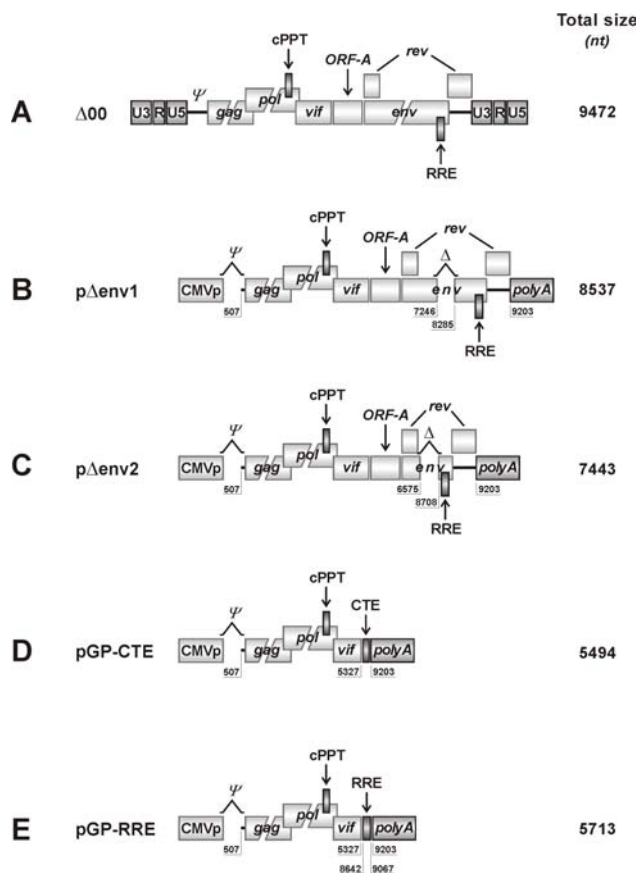 Total size
(nt)
cPPT
ORF-A
rev
Ψ
pol
A Δ00 U3 R U5 gag vif env U3 R U5 9472
RRE
cPPT
ORF-A
rev
Ψ
Δ
pol
B pΔenv1 CMVp gag vif env polyA 8537
507 7246 9203
8285
RRE
cPPT
ORF-A
rev
Ψ
Δ
pol
C pΔenv2 CMVp gag vif env polyA 7443
507 6575 9203
8708
RRE
cPPT
CTE
Ψ
pol
D pGP-CTE CMVp gag vif polyA 5494
507 5327 9203
cPPT
RRE
Ψ
pol
E pGP-RRE CMVp gag vif polyA 5713
507 5327 9203
8642 9067